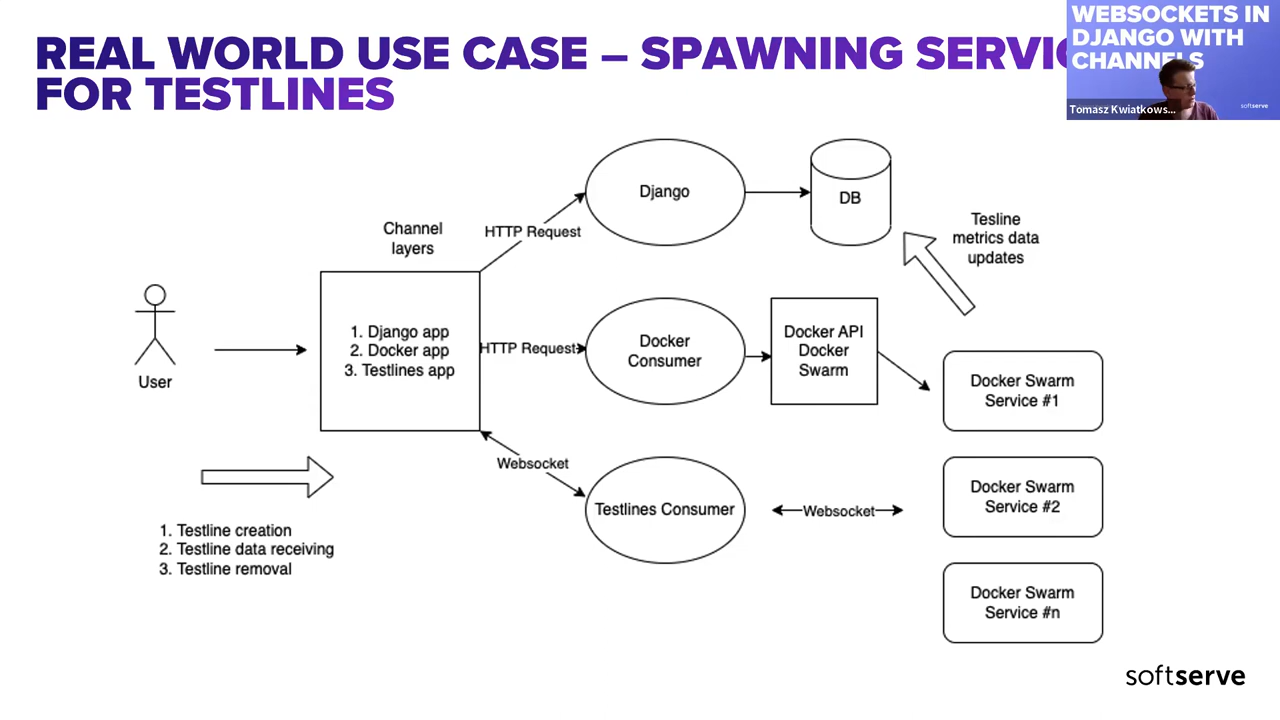 REAL WORLD USE CASE – SPAWNING
FOR TESTLINES
WEBSOCKETS IN
DJANGO WITH
CHANNELS
Tomasz Kwiatkows...
softserve
Channel
layers
HTTP Request
Django
DB
Tesline
metrics data
updates
User
1. Django app
2. Docker app
3. Testlines app
HTTP Request
Docker
Consumer
Docker API
Docker
Swarm
Docker Swarm
Service #1
Websocket
Testlines Consumer
Websocket
Docker Swarm
Service #2
1. Testline creation
2. Testline data receiving
3. Testline removal
Docker Swarm
Service #n
softserve